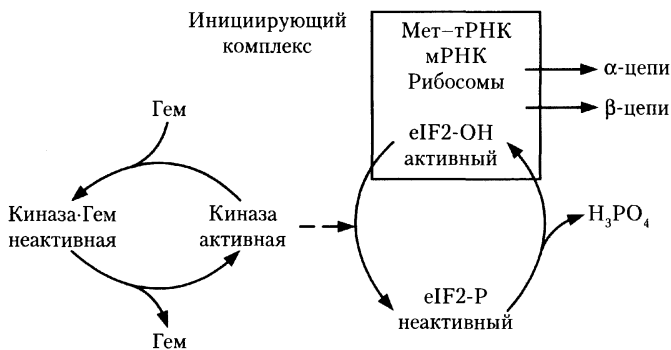 Инициирующий
комплекс
Мет–тРНК
мРНК
Рибосомы
α-цепи
β-цепи
eIF2-OH
активный
Гем
Киназа·Гем
неактивная
Киназа
активная
H₃PO₄
eIF2-P
неактивный
Гем